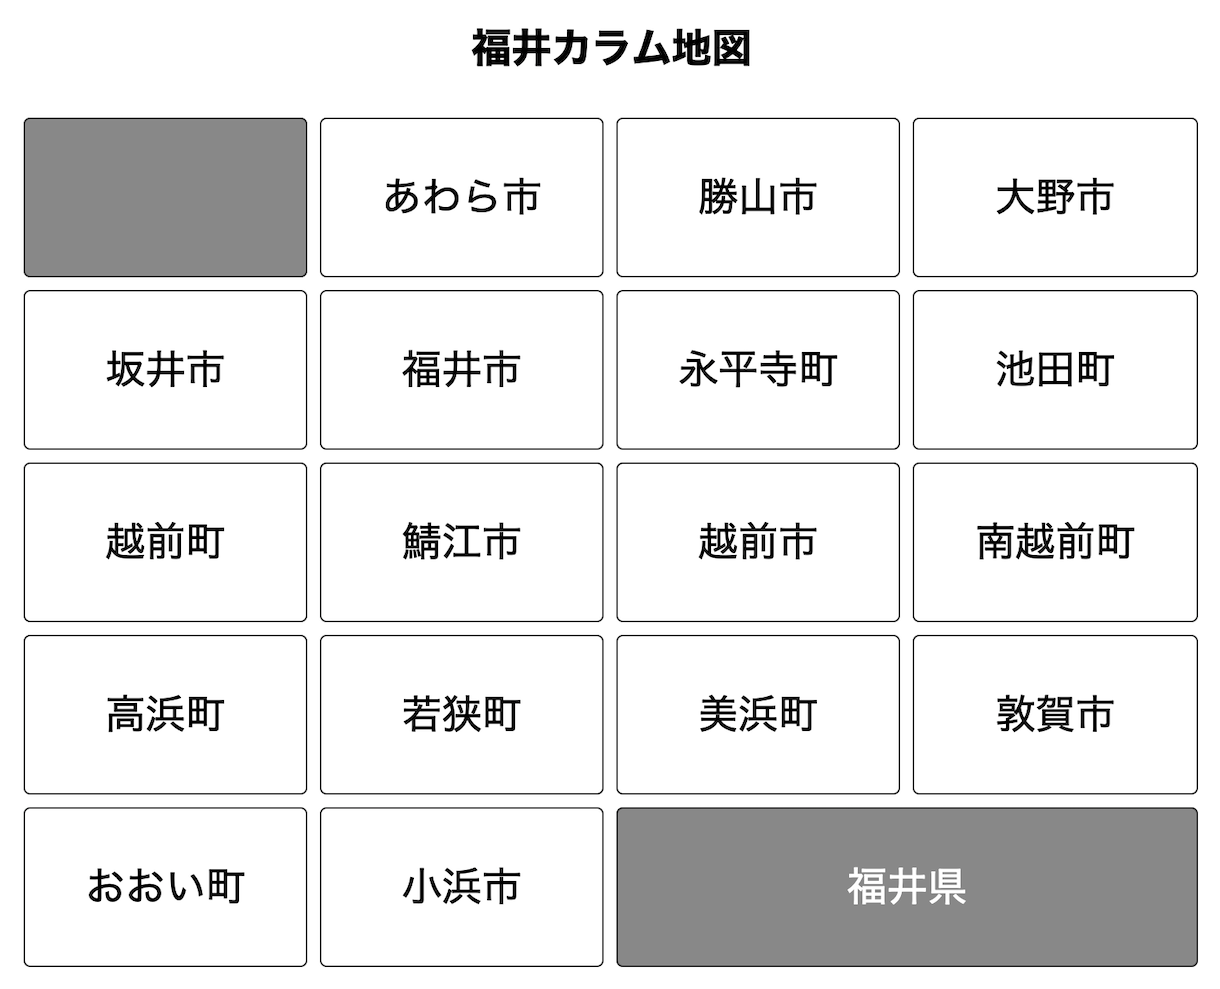 福井カラム地図
あわら市
勝山市
大野市
坂井市
福井市
永平寺町
池田町
越前町
鯖江市
越前市
南越前町
高浜町
若狭町
美浜町
敦賀市
おおい町
小浜市
福井県